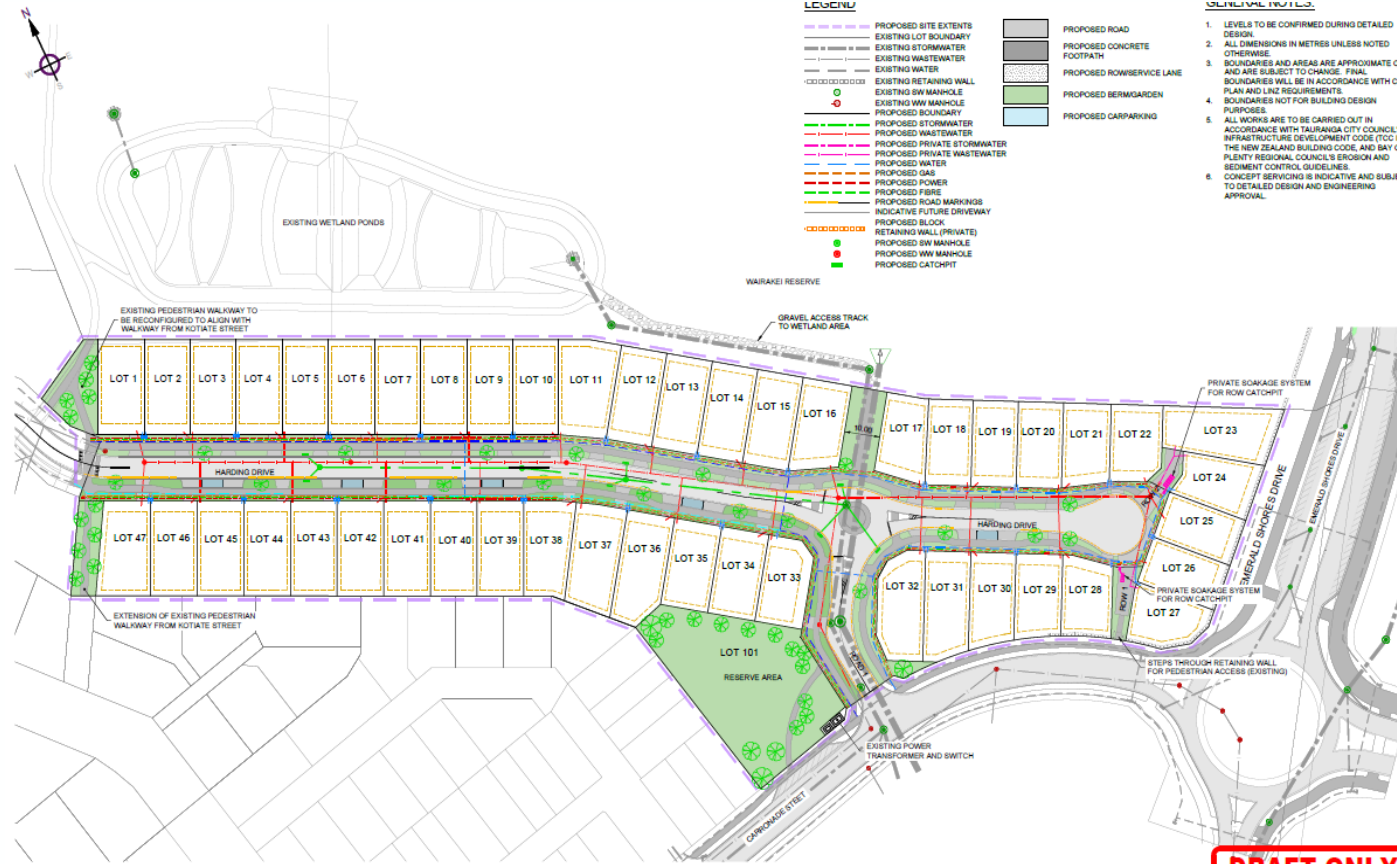 N
E
S
W
LEGEND
PROPOSED SITE EXTENTS
EXISTING LOT BOUNDARY
EXISTING STORMWATER
EXISTING WASTEWATER
EXISTING WATER
EXISTING RETAINING WALL
EXISTING SW MANHOLE
EXISTING WW MANHOLE
PROPOSED BOUNDARY
PROPOSED STORMWATER
PROPOSED WASTEWATER
PROPOSED PRIVATE STORMWATER
PROPOSED PRIVATE WASTEWATER
PROPOSED WATER
PROPOSED GAS
PROPOSED POWER
PROPOSED FIBRE
PROPOSED ROAD MARKINGS
INDICATIVE FUTURE DRIVEWAY
PROPOSED BLOCK
RETAINING WALL (PRIVATE)
PROPOSED SW MANHOLE
PROPOSED WW MANHOLE
PROPOSED CATCHPIT
PROPOSED ROAD
PROPOSED CONCRETE
FOOTPATH
PROPOSED ROW/SERVICE LANE
PROPOSED BERM/GARDEN
PROPOSED CARPARKING
GENERAL NOTES:
1. LEVELS TO BE CONFIRMED DURING DETAILED
DESIGN.
2. ALL DIMENSIONS IN METRES UNLESS NOTED
OTHERWISE.
3. BOUNDARIES AND AREAS ARE APPROXIMATE
AND ARE SUBJECT TO CHANGE. FINAL
BOUNDARIES WILL BE IN ACCORDANCE WITH
PLAN AND LINZ REQUIREMENTS.
4. BOUNDARIES NOT FOR BUILDING DESIGN
PURPOSES.
5. ALL WORKS ARE TO BE CARRIED OUT IN
ACCORDANCE WITH TAURANGA CITY COUNCIL
INFRASTRUCTURE DEVELOPMENT CODE (TCC
THE NEW ZEALAND BUILDING CODE, AND BAY
PLENTY REGIONAL COUNCIL'S EROSION AND
SEDIMENT CONTROL GUIDELINES.
6. CONCEPT SERVICING IS INDICATIVE AND
TO DETAILED DESIGN AND ENGINEERING
APPROVAL.
EXISTING WETLAND PONDS
WAIRAKEI RESERVE
EXISTING PEDESTRIAN WALKWAY TO
BE RECONFIGURED TO ALIGN WITH
WALKWAY FROM KOTIATE STREET
GRAVEL ACCESS TRACK
TO WETLAND AREA
PRIVATE SOAKAGE SYSTEM
FOR ROW CATCHPIT
LOT 1
LOT 2
LOT 3
LOT 4
LOT 5
LOT 6
LOT 7
LOT 8
LOT 9
LOT 10
LOT 11
LOT 12
LOT 13
LOT 14
LOT 15
LOT 16
10.00
LOT 17
LOT 18
LOT 19
LOT 20
LOT 21
LOT 22
LOT 23
LOT 24
LOT 25
LOT 26
LOT 27
HARDING DRIVE
HARDING DRIVE
EMERALD SHORES DRIVE
EMERALD SHORES DRIVE
LOT 47
LOT 46
LOT 45
LOT 44
LOT 43
LOT 42
LOT 41
LOT 40
LOT 39
LOT 38
LOT 37
LOT 36
LOT 35
LOT 34
LOT 33
LOT 32
LOT 31
LOT 30
LOT 29
LOT 28
ROW 1
PRIVATE SOAKAGE SYSTEM
FOR ROW CATCHPIT
EXTENSION OF EXISTING PEDESTRIAN
WALKWAY FROM KOTIATE STREET
LOT 101
RESERVE AREA
ROAD 1
STEPS THROUGH RETAINING WALL
FOR PEDESTRIAN ACCESS (EXISTING)
EXISTING POWER
TRANSFORMER AND SWITCH
CARRONADE STEET
DRAFT ONLY